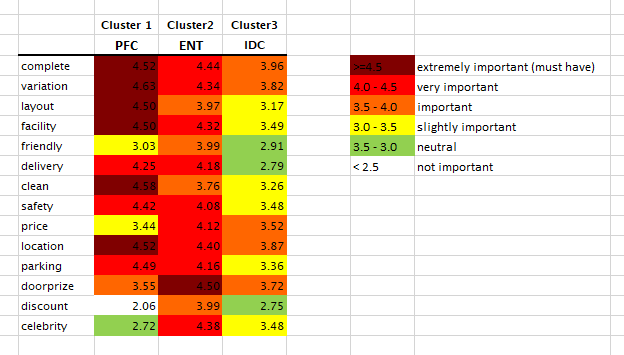 Cluster 1 Cluster2 Cluster3
PFC ENT IDC
complete 4.52 4.44 3.96 >=4.5 extremely important (must have)
variation 4.63 4.34 3.82 4.0 - 4.5 very important
layout 4.50 3.97 3.17 3.5 - 4.0 important
facility 4.50 4.32 3.49 3.0 - 3.5 slightly important
friendly 3.03 3.99 2.91 3.5 - 3.0 neutral
delivery 4.25 4.18 2.79 < 2.5 not important
clean 4.58 3.76 3.26
safety 4.42 4.08 3.48
price 3.44 4.12 3.52
location 4.52 4.40 3.87
parking 4.49 4.16 3.36
doorprize 3.55 4.50 3.72
discount 2.06 3.99 2.75
celebrity 2.72 4.38 3.48